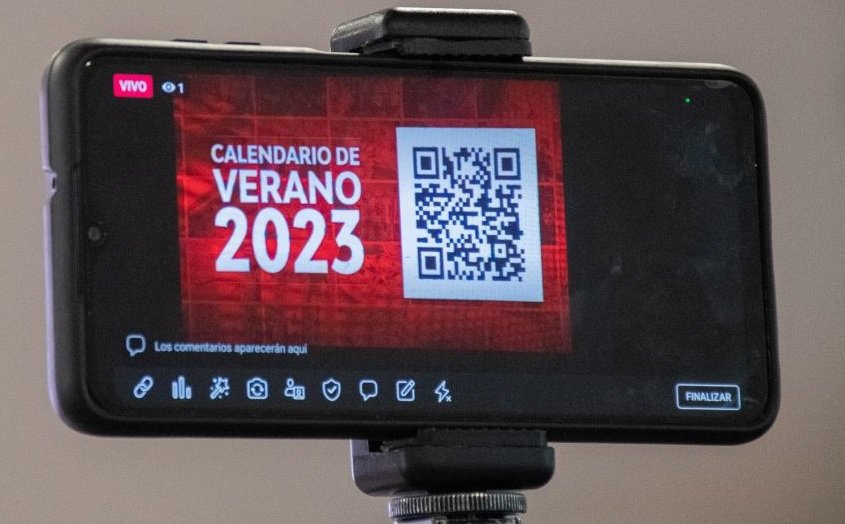 VIVO 1
CALENDARIO DE
VERANO
2023
Los comentarios aparecerán aquí
FINALIZAR